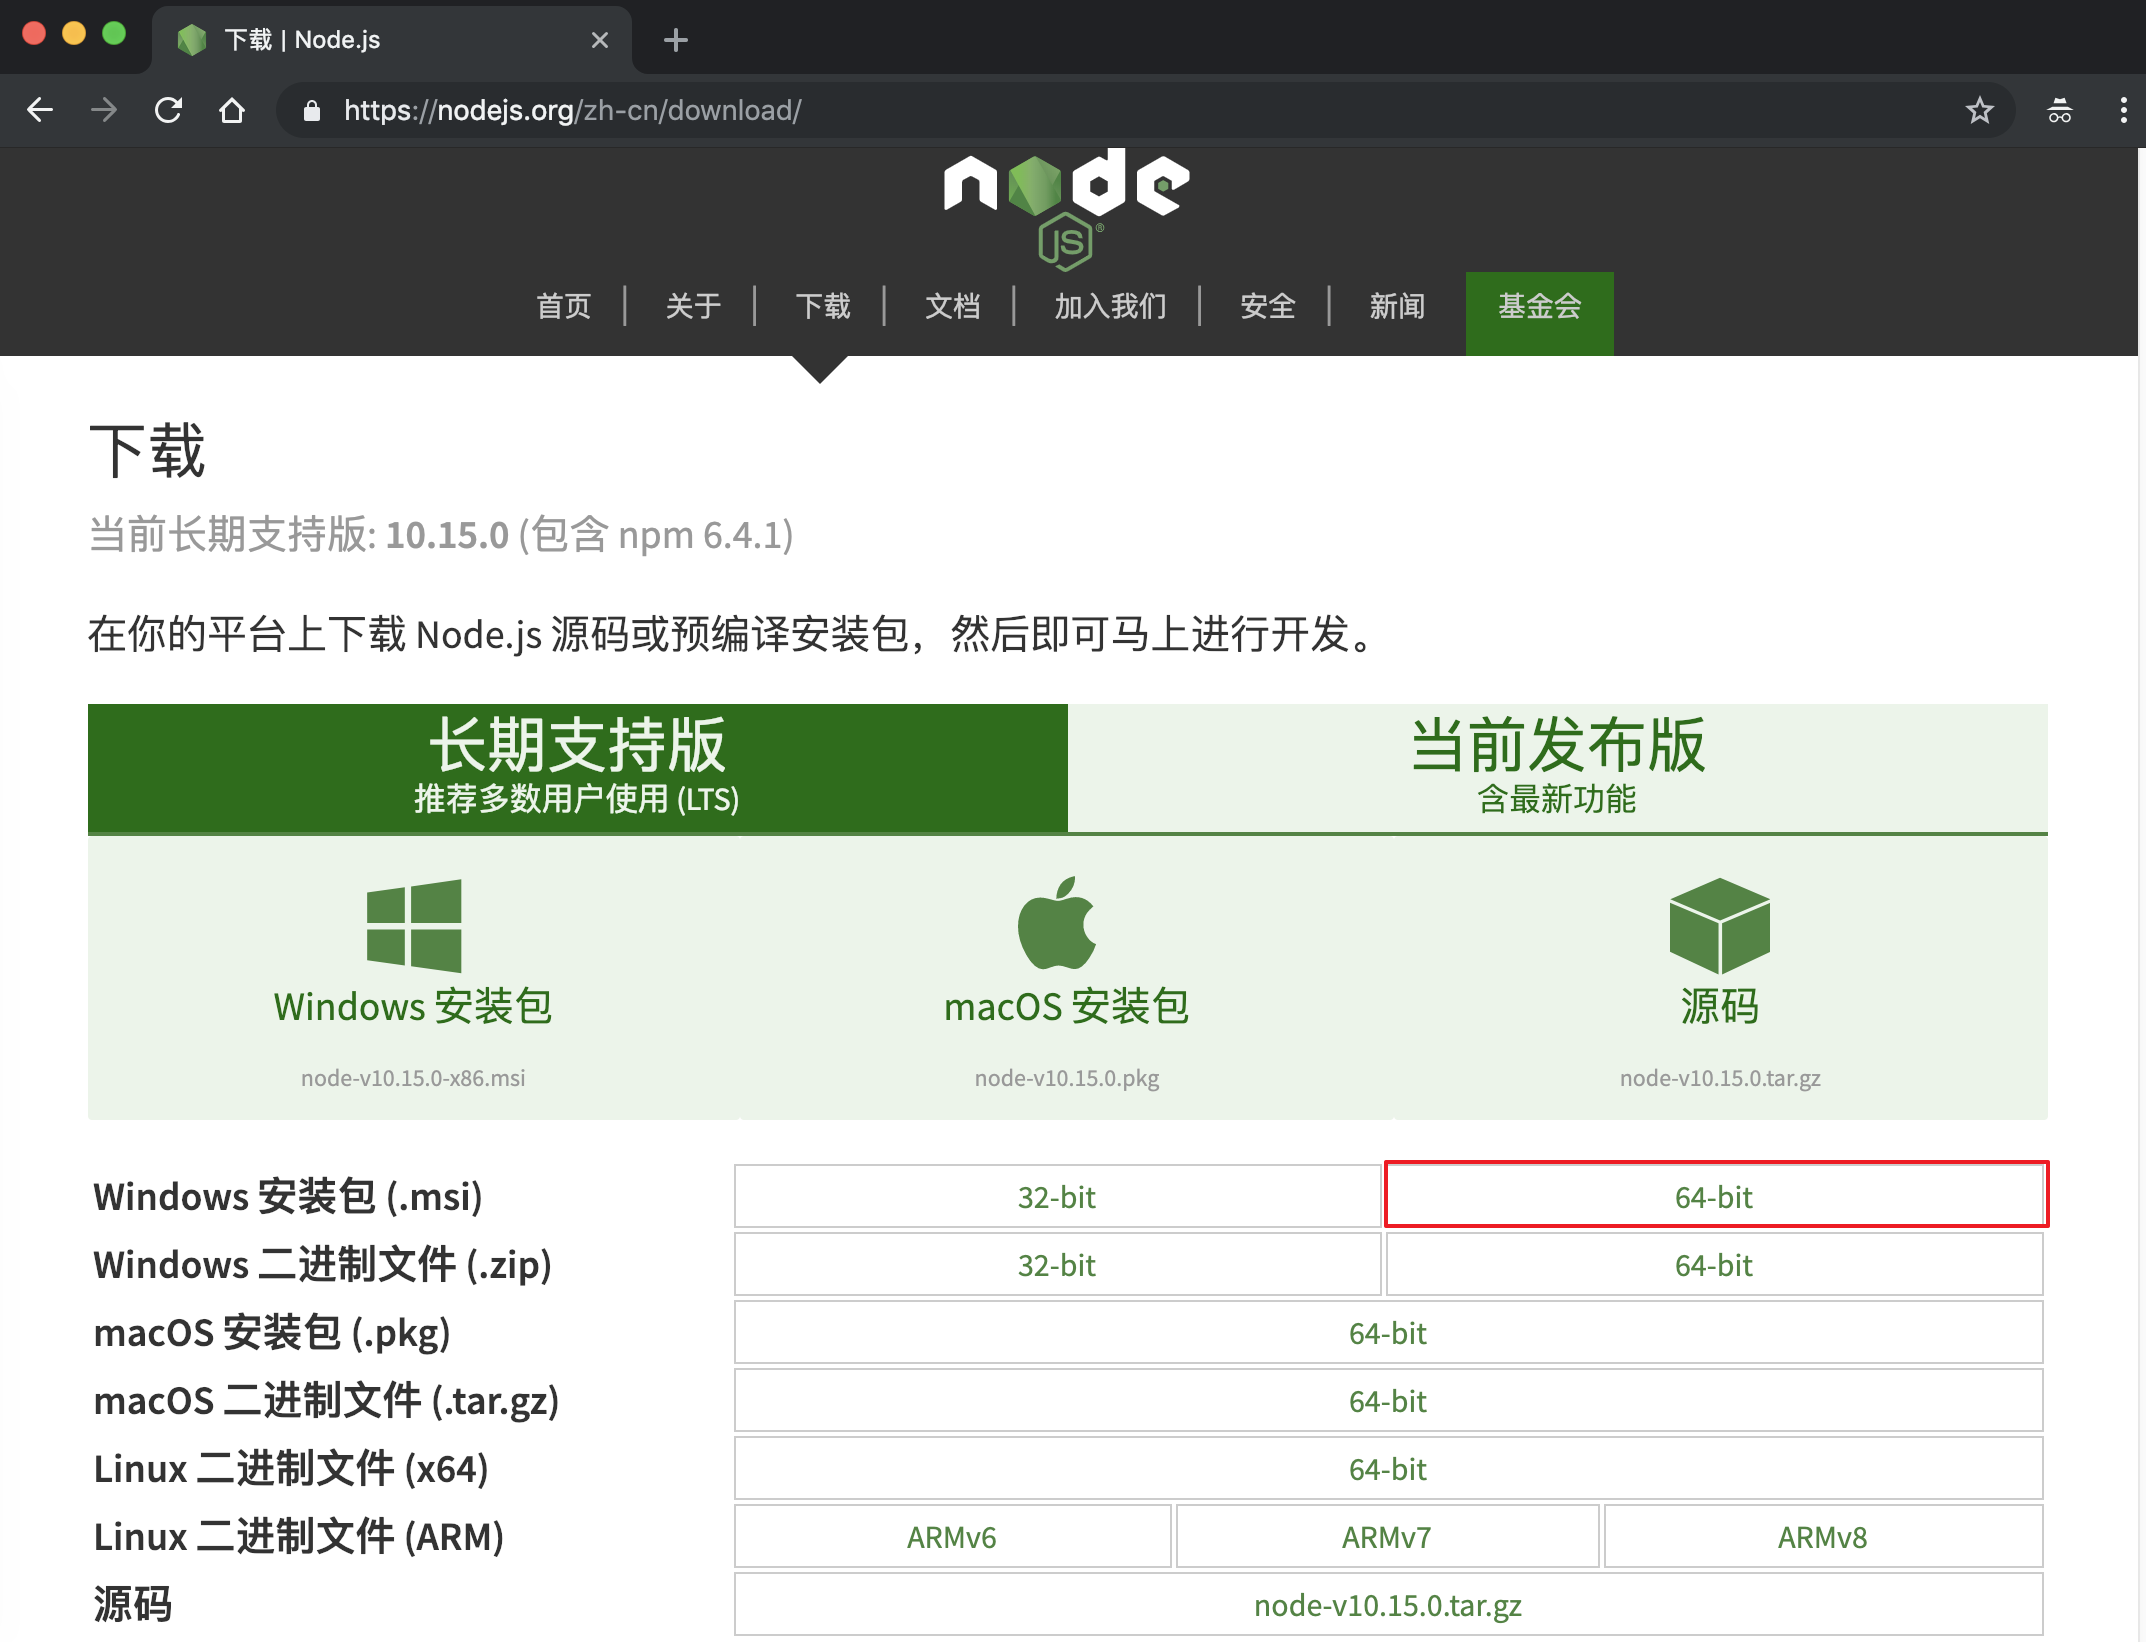 下载 | Node.js
https://nodejs.org/zh-cn/download/
node
JS®
首页 | 关于 | 下载 | 文档 | 加入我们 | 安全 | 新闻 基金会
下载
当前长期支持版: 10.15.0 (包含 npm 6.4.1)
在你的平台上下载 Node.js 源码或预编译安装包，然后即可马上进行开发。
长期支持版
推荐多数用户使用 (LTS)
当前发布版
含最新功能
Windows 安装包
node-v10.15.0-x86.msi
macOS 安装包
node-v10.15.0.pkg
源码
node-v10.15.0.tar.gz
Windows 安装包 (.msi) 32-bit 64-bit
Windows 二进制文件 (.zip) 32-bit 64-bit
macOS 安装包 (.pkg) 64-bit
macOS 二进制文件 (.tar.gz) 64-bit
Linux 二进制文件 (x64) 64-bit
Linux 二进制文件 (ARM) ARMv6 ARMv7 ARMv8
源码 node-v10.15.0.tar.gz